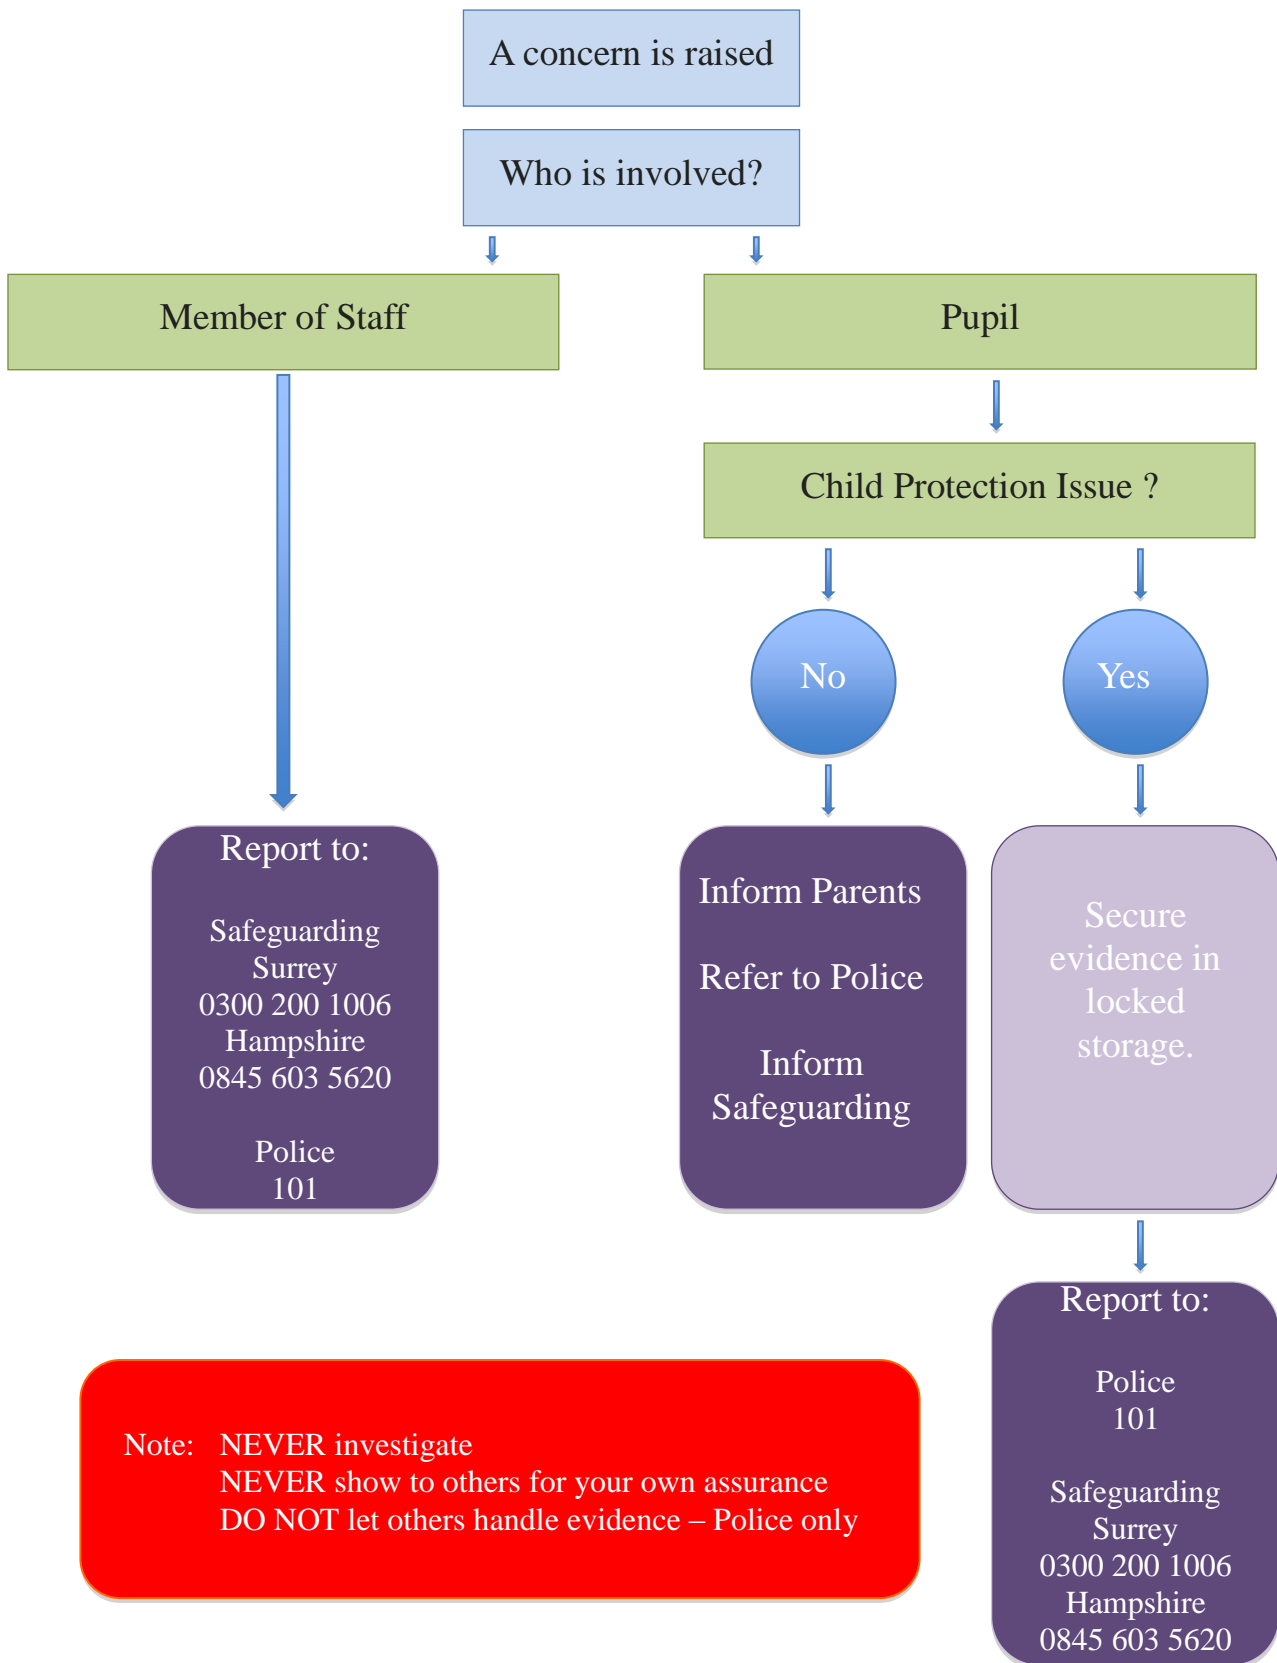 A concern is raised
Who is involved?
Member of Staff
Pupil
Child Protection Issue ?
No
Yes
Report to:
Safeguarding
Surrey
0300 200 1006
Hampshire
0845 603 5620
Police
101
Inform Parents
Refer to Police
Inform
Safeguarding
Secure
evidence in
locked
storage.
Report to:
Police
101
Safeguarding
Surrey
0300 200 1006
Hampshire
0845 603 5620
Note: NEVER investigate
NEVER show to others for your own assurance
DO NOT let others handle evidence – Police only